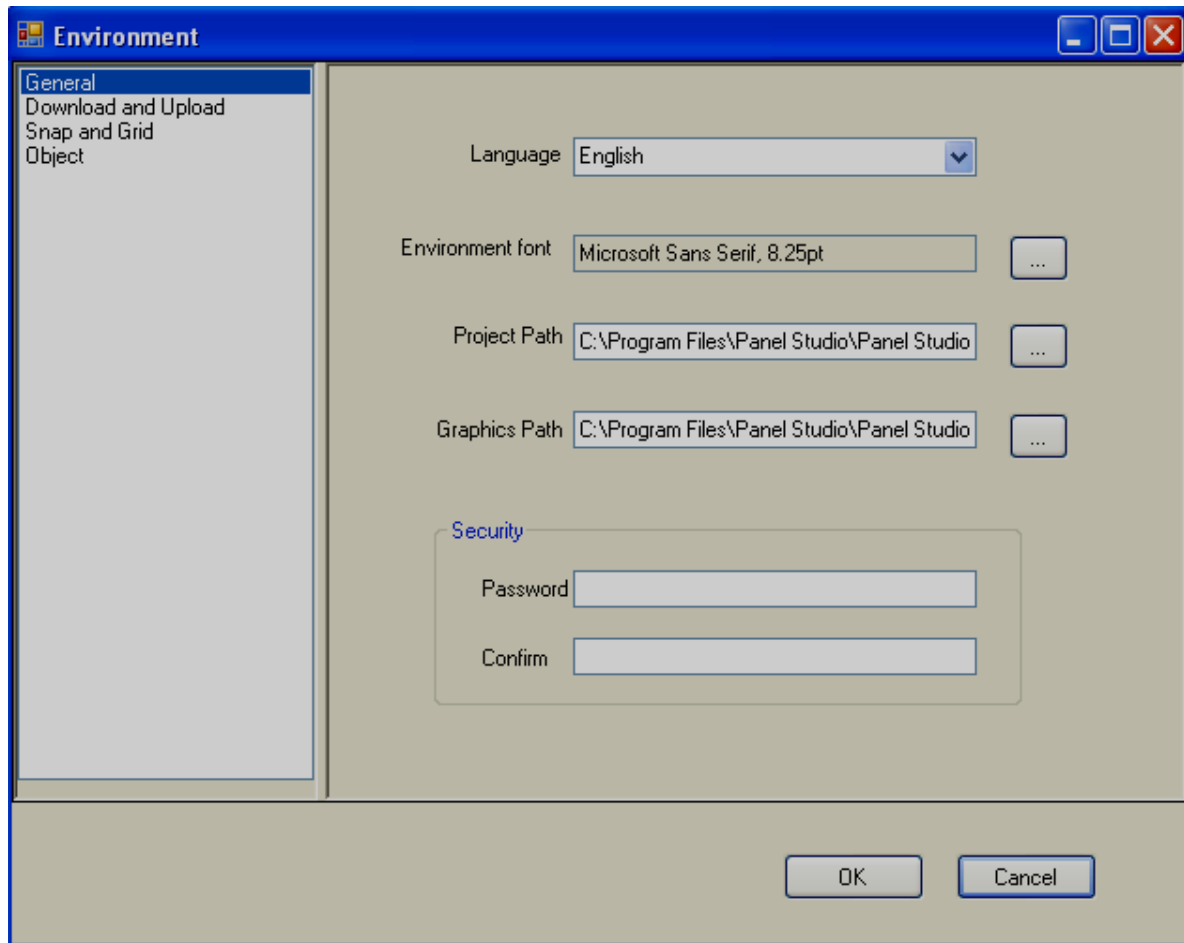 Environment
General
Download and Upload
Snap and Grid
Object
Language English
Environment font Microsoft Sans Serif, 8.25pt ...
Project Path C:\Program Files\Panel Studio\Panel Studio ...
Graphics Path C:\Program Files\Panel Studio\Panel Studio ...
Security
Password
Confirm
OK Cancel